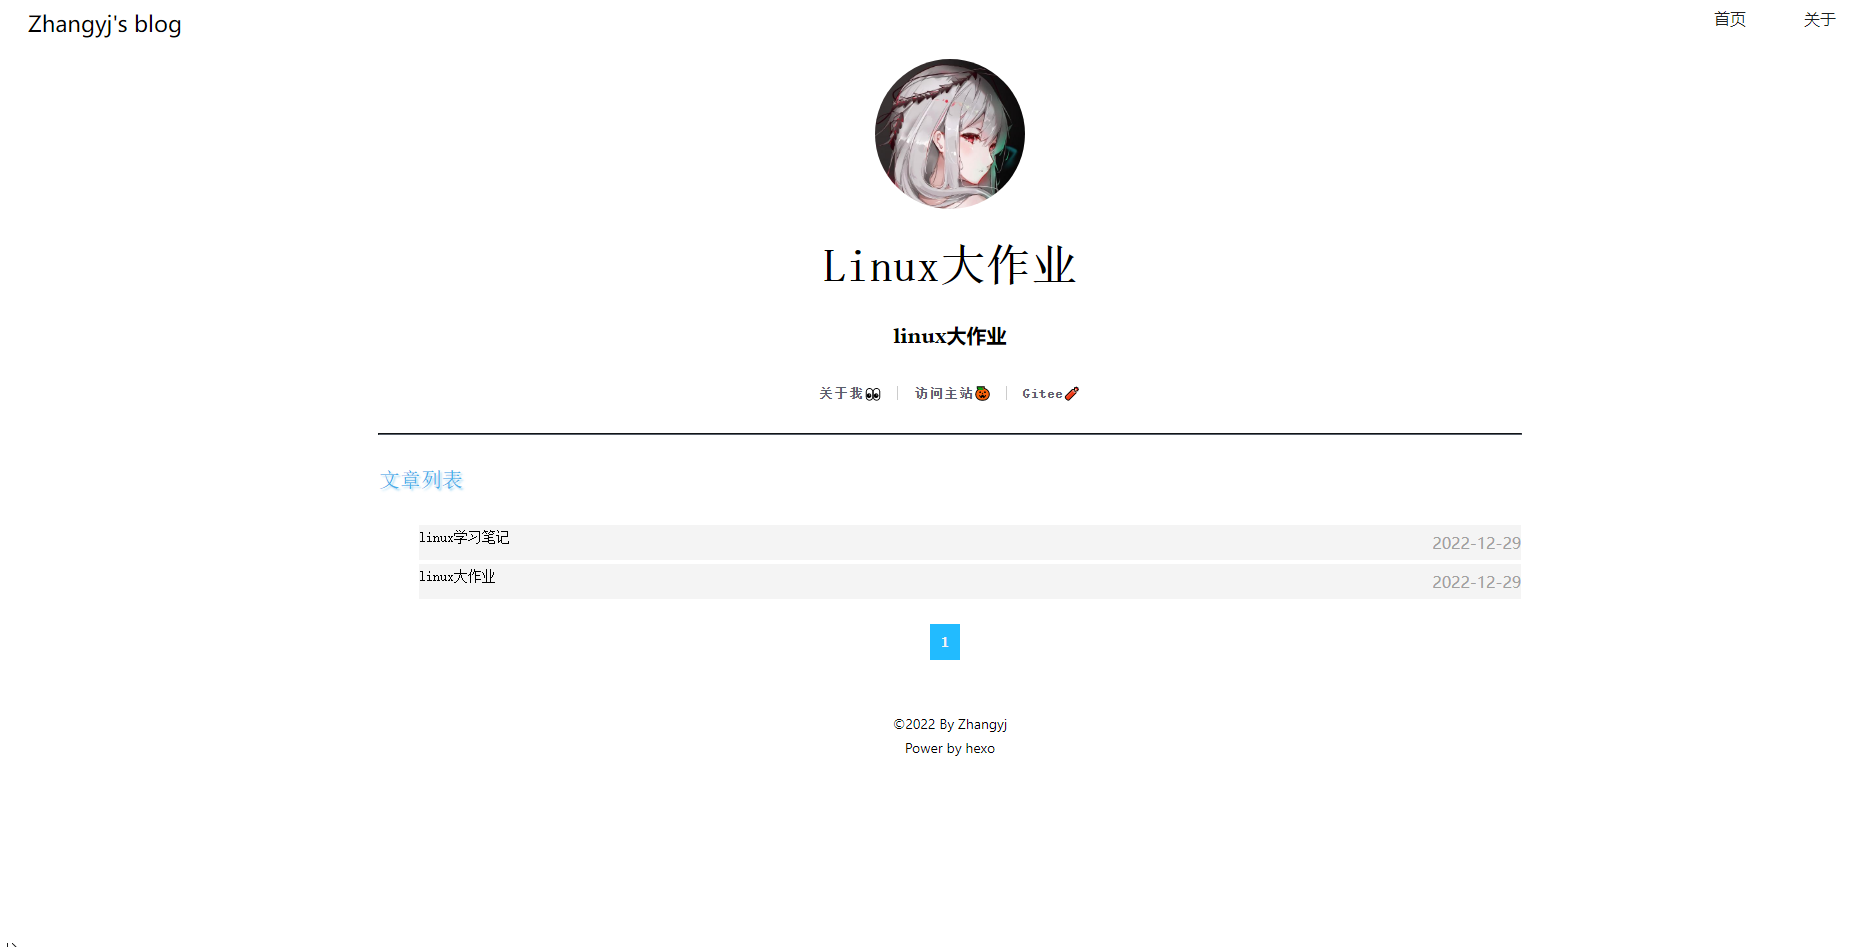 Zhangyj's blog 首页 关于
Linux大作业
linux大作业
关于我👀 | 访问主站🎃 | Gitee🧨
文章列表
linux学习笔记 2022-12-29
linux大作业 2022-12-29
1
©2022 By Zhangyj
Power by hexo